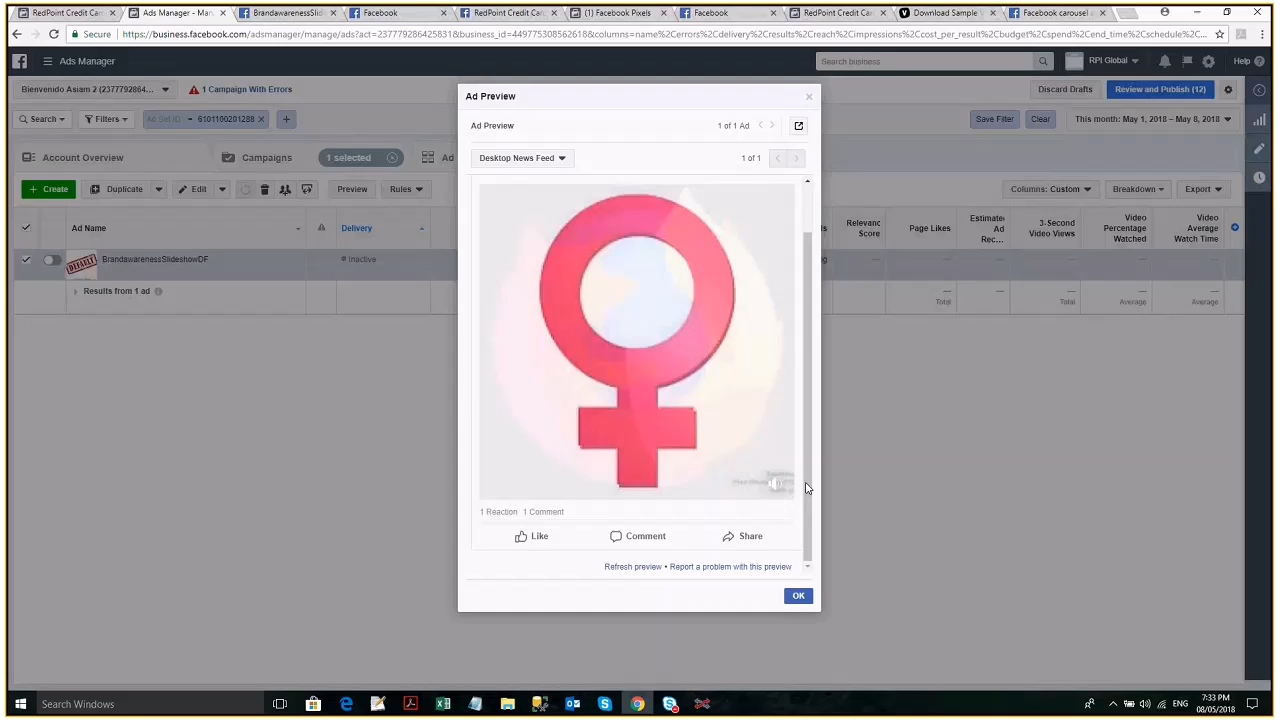 RedPoint Credit Car
Ads Manager - Man
BrandawarenessSlid
Facebook
RedPoint Credit Car
(1) Facebook Pixels
Facebook
RedPoint Credit Car
Download Sample
Facebook carousel a
Secure
https://business.facebook.com/adsmanager/manage/ads?act=237779286425831&business_id=449775308562618&columns=name%2Cerrors%2Cdelivery%2Cresults%2Creach%2Cimpressions%2Ccost_per_result%2Cbudget%2Cspend%2Cend_time%2Cschedule%2C...
Ads Manager
Search business
RPI Global
Help
Bienvenido Asiam 2 (2377792864...
1 Campaign With Errors
Discard Drafts
Review and Publish (12)
Search
Filters
Ad Set ID = 6101100201288
Save Filter
Clear
This month: May 1, 2018 – May 8, 2018
Account Overview
Campaigns
1 selected
Ad
Create
Duplicate
Edit
Preview
Rules
Columns: Custom
Breakdown
Export
Ad Name
Delivery
Relevanc
Score
Page Likes
Estimated
Ad
Rec...
3-Second
Video Views
Video
Percentage
Watched
Video
Average
Watch Time
DEFAULT
BrandawarenessSlideshowDF
Inactive
Results from 1 ad
Total
Total
Average
Average
Ad Preview
Ad Preview
1 of 1 Ad
Desktop News Feed
1 of 1
1 Reaction 1 Comment
Like
Comment
Share
Refresh preview • Report a problem with this preview
OK
Search Windows
ENG
7:33 PM
08/05/2018